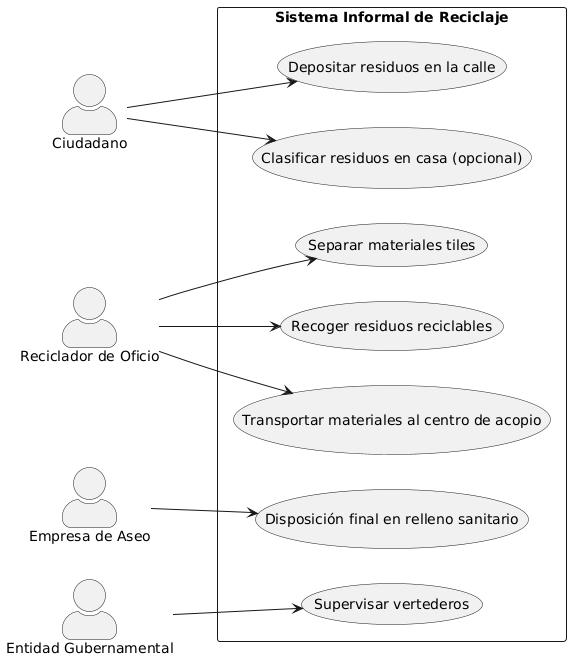 Sistema Informal de Reciclaje
Depositar residuos en la calle
Ciudadano
Clasificar residuos en casa (opcional)
Separar materiales tiles
Recoger residuos reciclables
Reciclador de Oficio
Transportar materiales al centro de acopio
Disposición final en relleno sanitario
Empresa de Aseo
Supervisar vertederos
Entidad Gubernamental